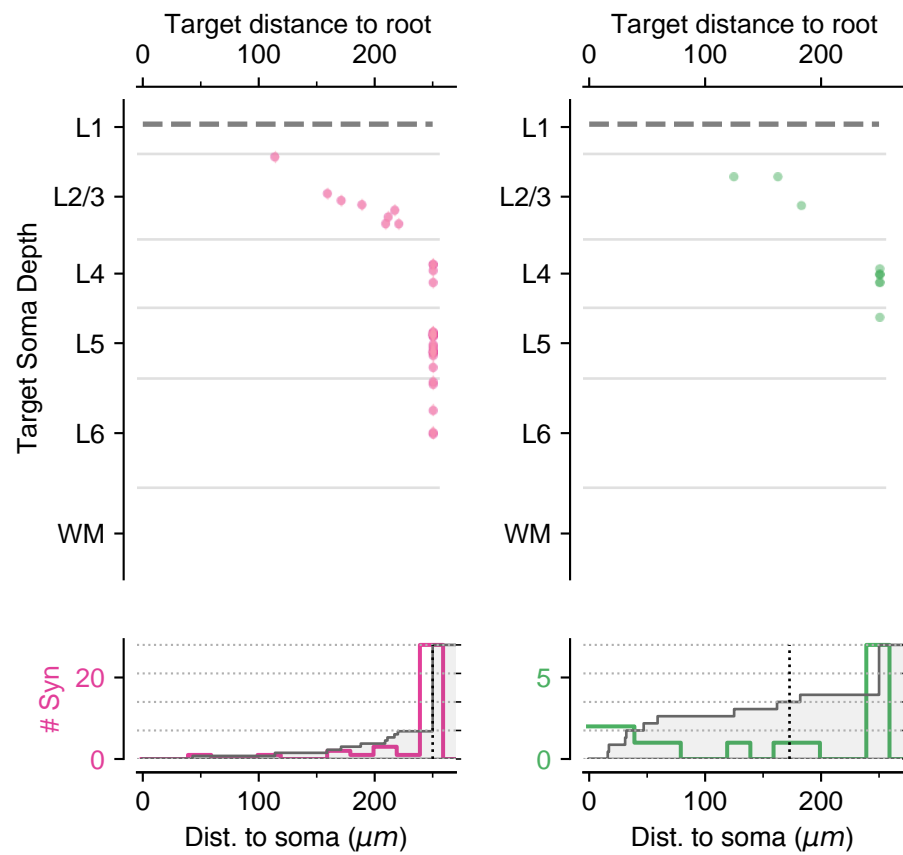 Target distance to root
Target distance to root
0 100 200
0 100 200
Target Soma Depth
L1
L2/3
L4
L5
L6
WM
L1
L2/3
L4
L5
L6
WM
# Syn
20
0
5
0
0 100 200
0 100 200
Dist. to soma (μm)
Dist. to soma (μm)